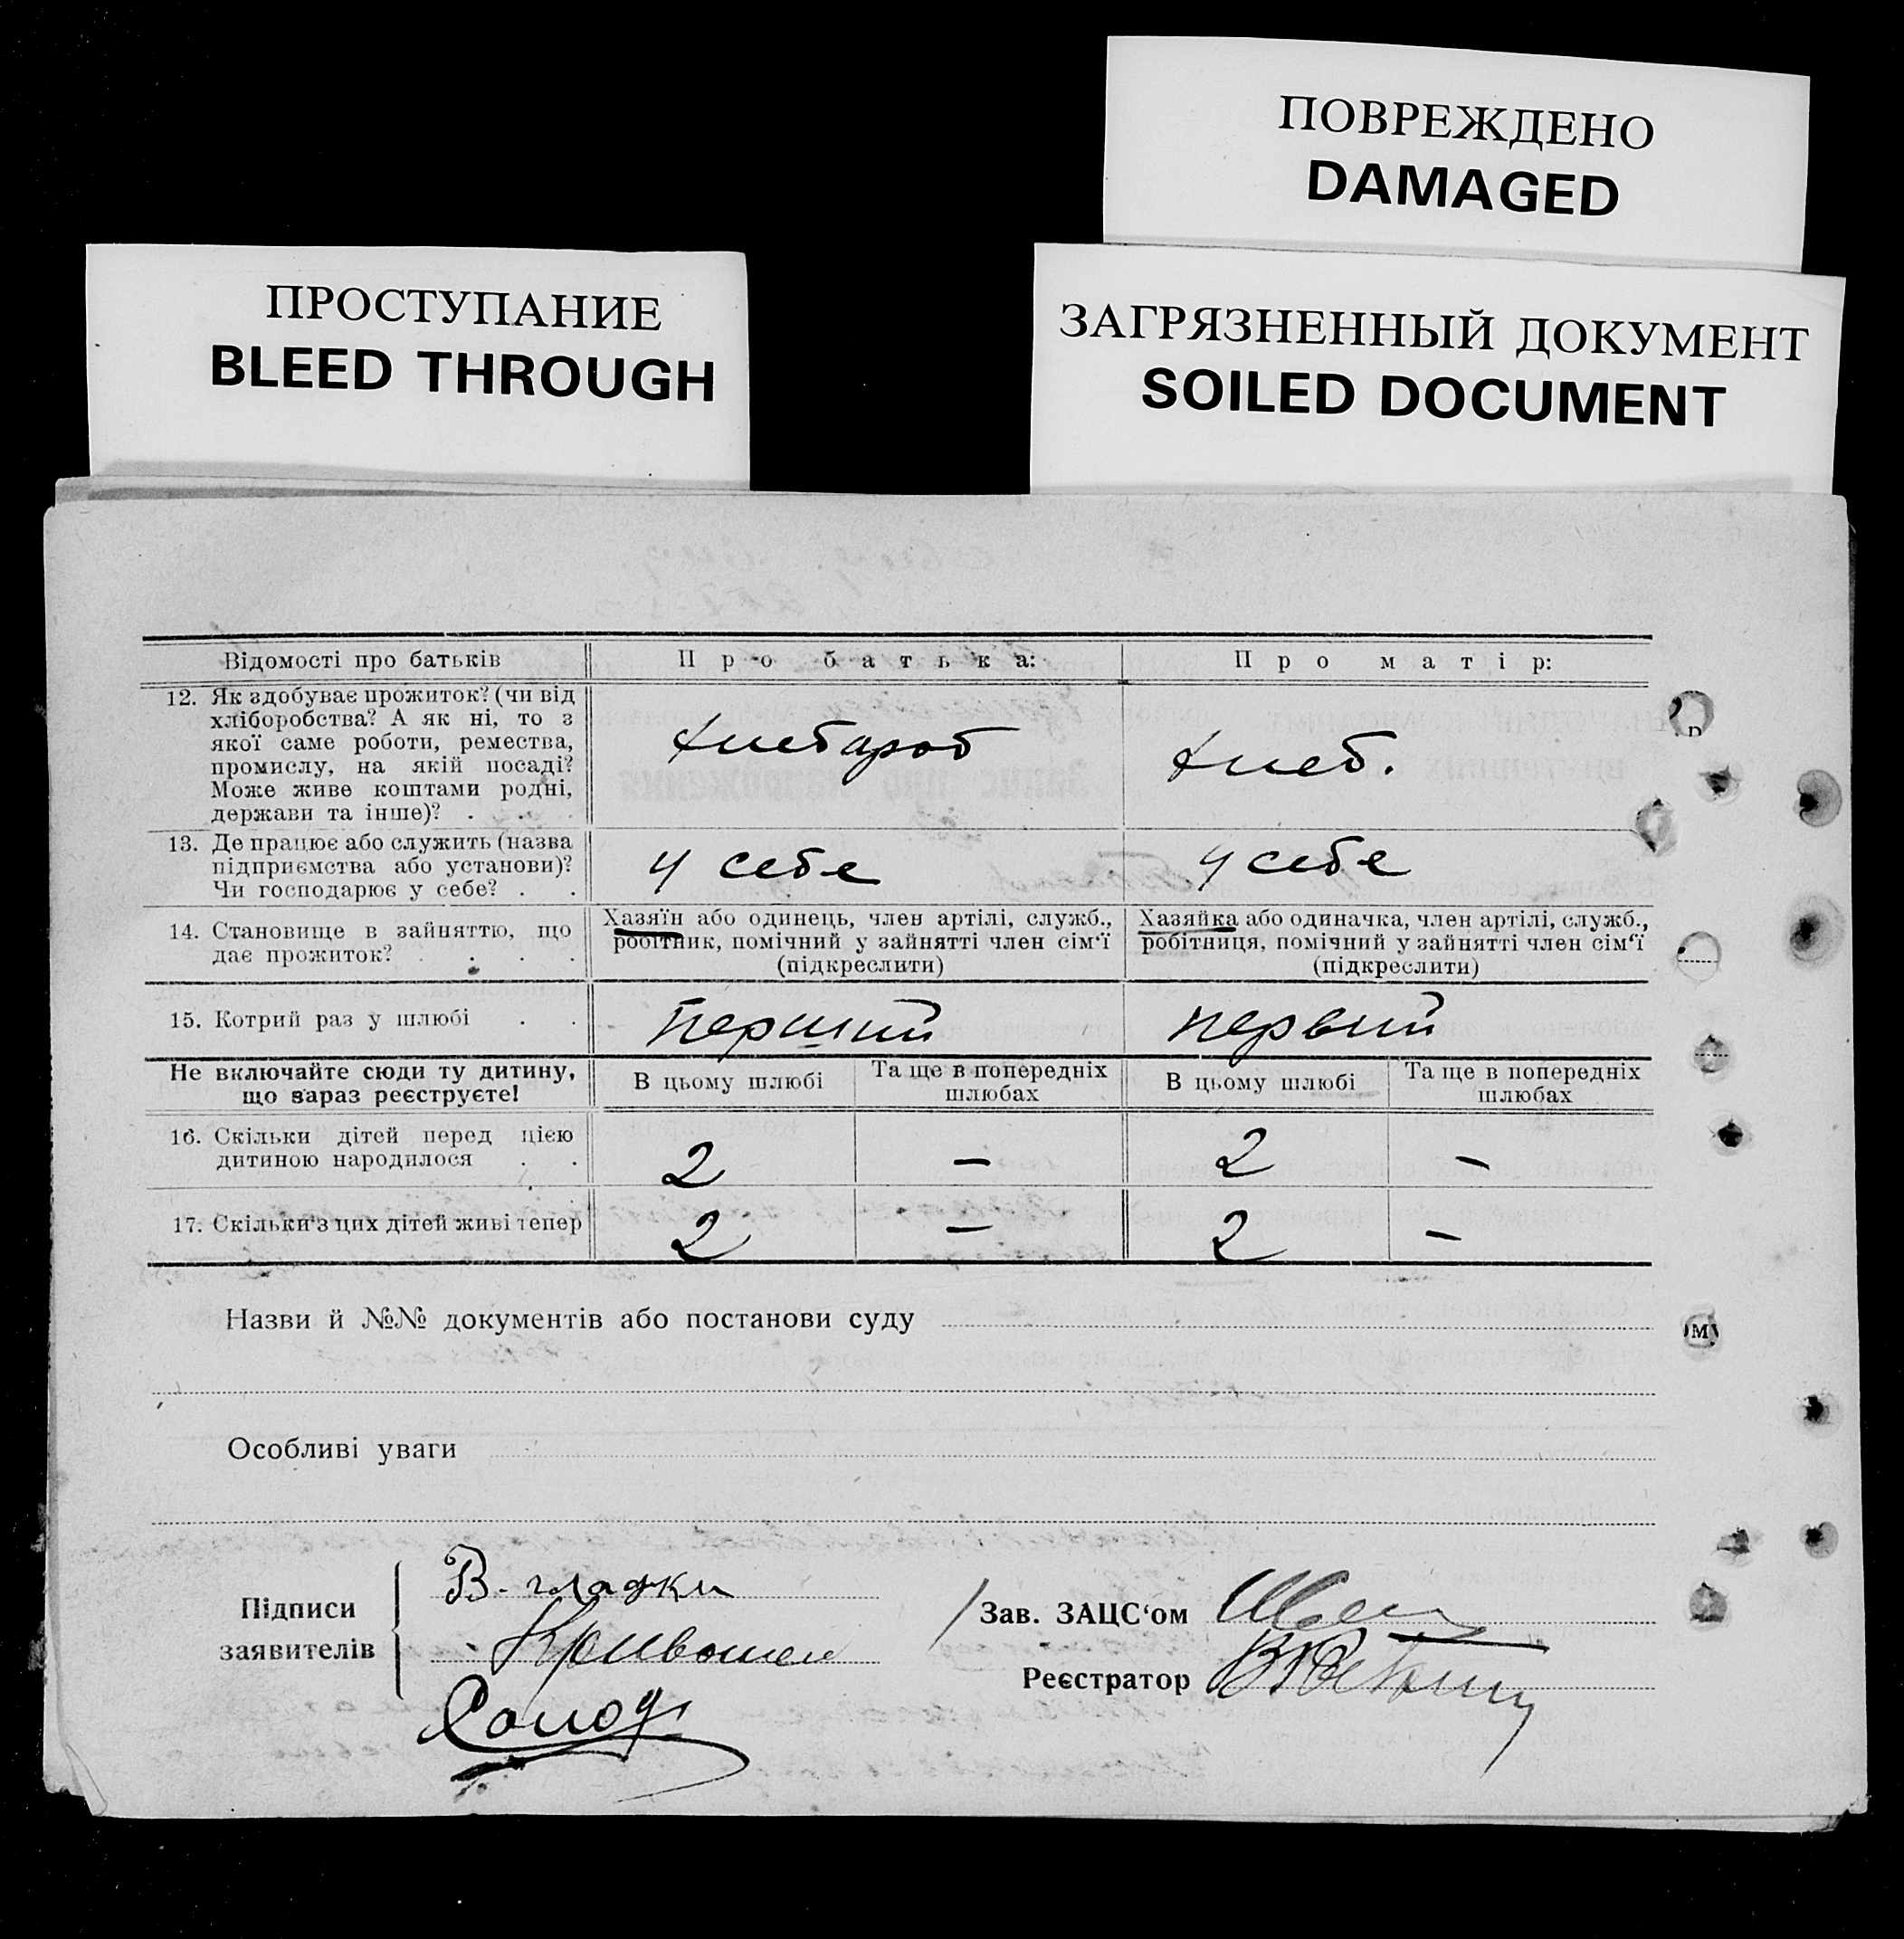 ПОВРЕЖДЕНО
DAMAGED
ПРОСТУПАНИЕ
BLEED THROUGH
ЗАГРЯЗНЕННЫЙ ДОКУМЕНТ
SOILED DOCUMENT
Відомості про батьків
Про батька:
Про матір:
12. Як здобуває прожиток? (чи від
хліборобства? А як ні, то з
якої саме роботи, ремества,
промислу, на якій посаді?
Може живе коштами родні,
держави та інше)? . . .
хлебароб
хлеб.
13. Де працює або служить (назва
підприємства або установи)?
Чи господарює у себе? . .
у себе
у себе
14. Становище в зайняттю, що
дає прожиток? . . . .
Хазяїн або одинець, член артілі, служб.,
робітник, помічний у зайнятті член сім'ї
(підкреслити)
Хазяйка або одиначка, член артілі, служб.,
робітниця, помічний у зайнятті член сім'ї
(підкреслити)
15. Котрий раз у шлюбі . .
перший
первий
Не включайте сюди ту дитину,
що зараз реєструєте!
В цьому шлюбі
Та ще в попередніх
шлюбах
В цьому шлюбі
Та ще в попередніх
шлюбах
16. Скільки дітей перед цією
дитиною народилося . .
2
—
2
—
17. Скільки з цих дітей живі тепер
2
—
2
—
Назви й №№ документів або постанови суду
Особливі уваги
Підписи
заявителів
В. гладки
Зав. ЗАЦС'ом
Реєстратор